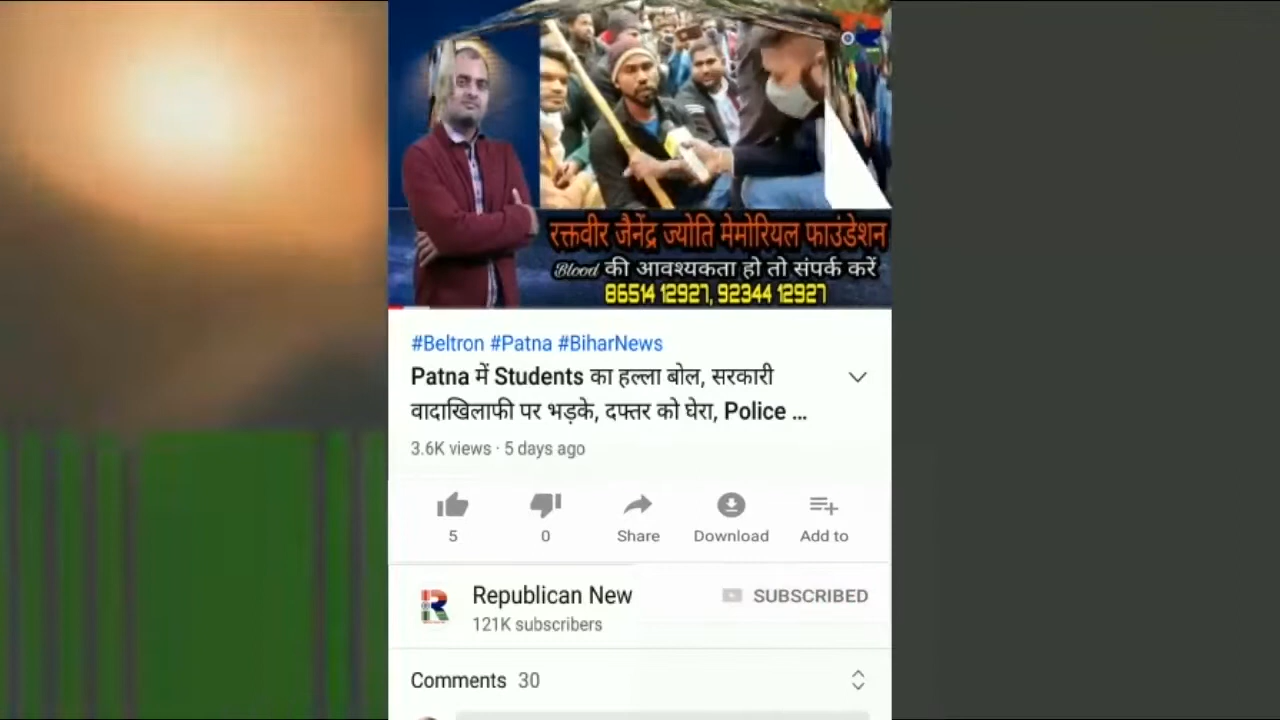 रक्तवीर जैनेंद्र ज्योति मेमोरियल फाउंडेशन
Blood की आवश्यकता हो तो संपर्क करें
86514 12927, 92344 12927
#Beltron #Patna #BiharNews
Patna में Students का हल्ला बोल, सरकारी
वादाखिलाफी पर भड़के, दफ्तर को घेरा, Police ...
3.6K views · 5 days ago
5 0 Share Download Add to
Republican New SUBSCRIBED
121K subscribers
Comments 30